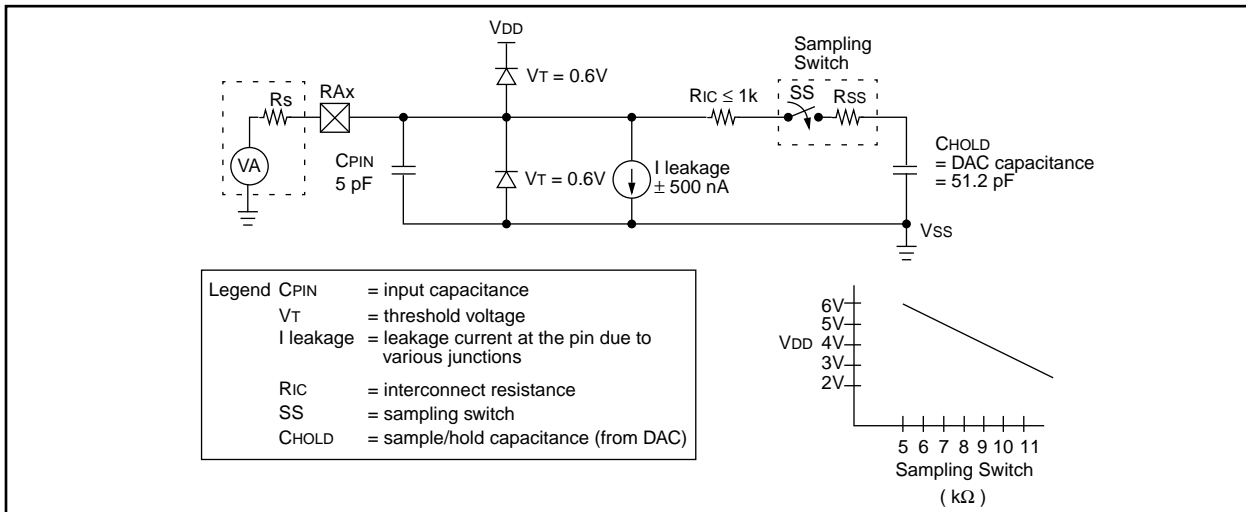 VDD
Sampling
Switch
VT = 0.6V
RIC ≤ 1k
SS
RSS
Rs
RAx
VA
CPIN
5 pF
VT = 0.6V
I leakage
± 500 nA
CHOLD
= DAC capacitance
= 51.2 pF
VSS
Legend CPIN = input capacitance
VT = threshold voltage
I leakage = leakage current at the pin due to
various junctions
RIC = interconnect resistance
SS = sampling switch
CHOLD = sample/hold capacitance (from DAC)
6V
5V
VDD 4V
3V
2V
5 6 7 8 9 10 11
Sampling Switch
( kΩ )